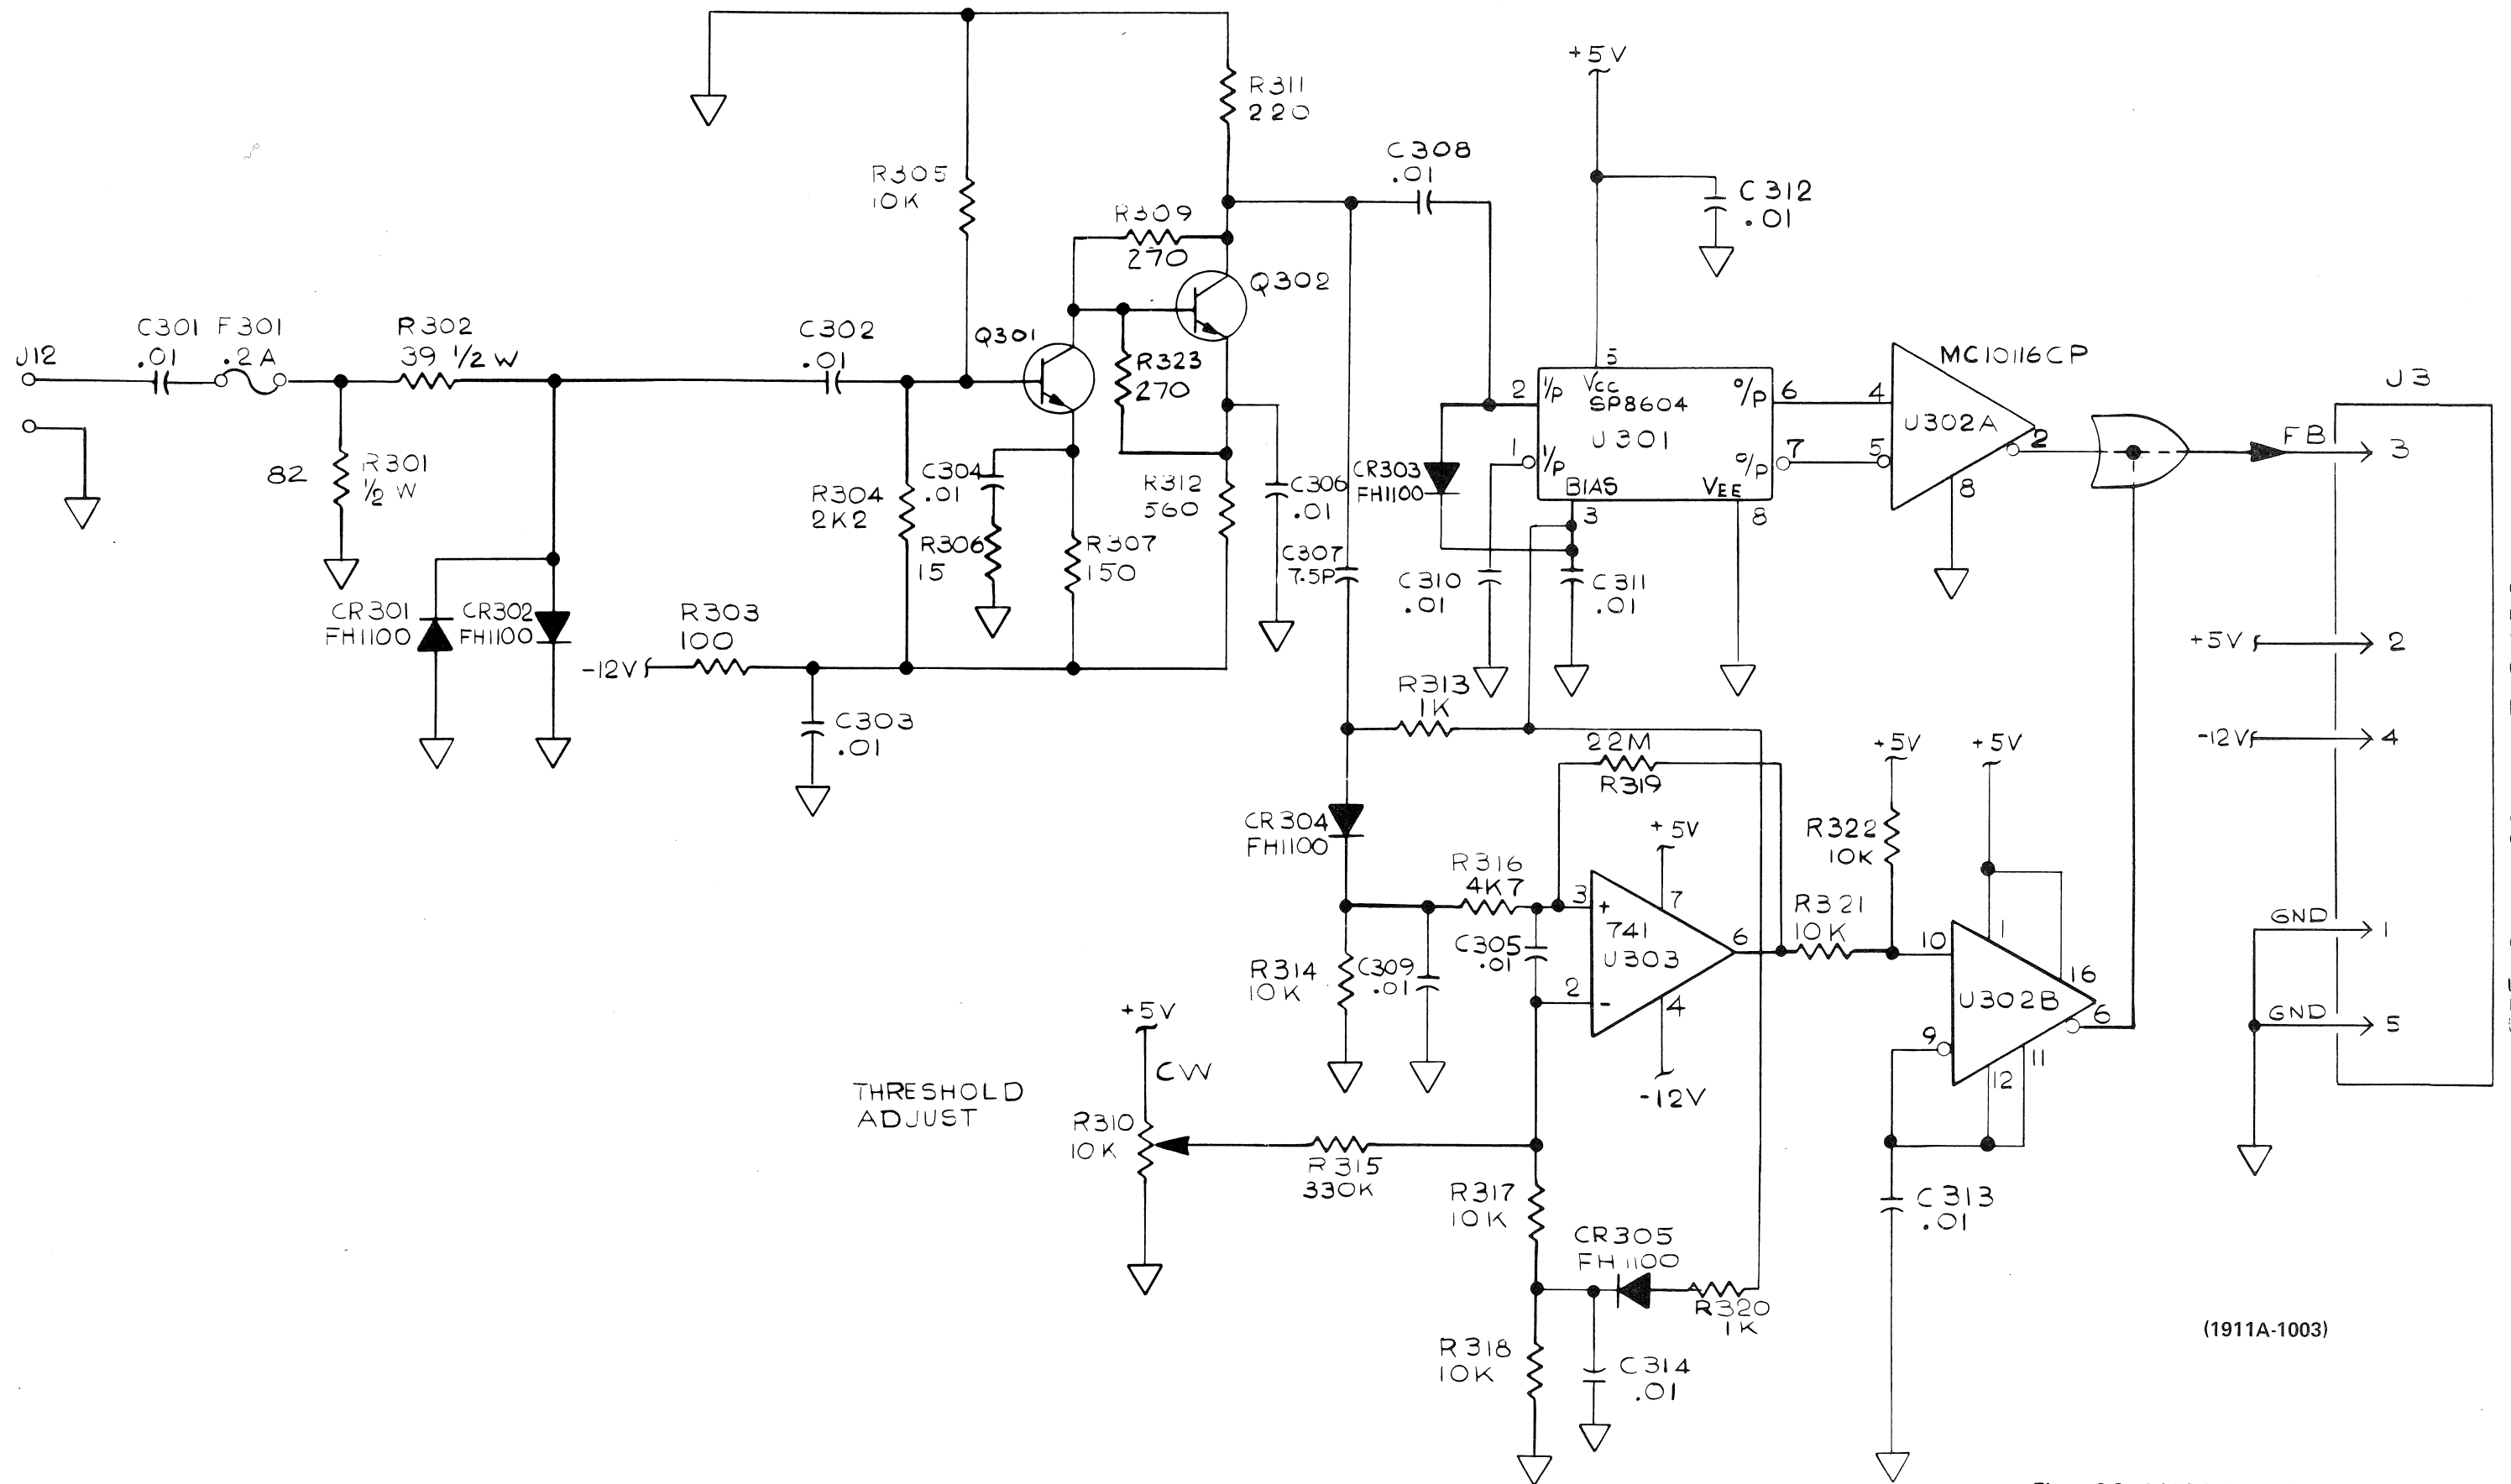 R311
220
+5V
C308
.01
R305
10K
C312
.01
R309
270
Q302
C301 F301
.01 .2A
R302
39 1/2 W
C302
.01
Q301
R323
270
J12
82
R301
1/2 W
C304
.01
R304
2K2
R306
15
R307
150
R312
560
C306
.01
C307
7.5P
CR303
FH1100
2 I/P
1 I/P
5
VCC
SP8604
U301
O/P 6
O/P 7
BIAS
VEE
3
8
MC10116CP
4
5
U302A
2
8
FB
J3
3
C310
.01
C311
.01
CR301
FH1100
CR302
FH1100
R303
100
-12V
C303
.01
+5V
2
-12V
4
R313
1K
22M
R319
+5V
+5V
CR304
FH1100
+5V
R322
10K
R316
4K7
3
+
7
741
U303
6
R321
10K
10
1
GND
1
R314
10K
C309
.01
C305
.01
2
-
4
-12V
U302B
16
6
9
12
11
GND
5
+5V
CW
THRESHOLD
ADJUST
R310
10K
R315
330K
R317
10K
C313
.01
CR305
FH1100
R320
1K
R318
10K
C314
.01
(1911A-1003)